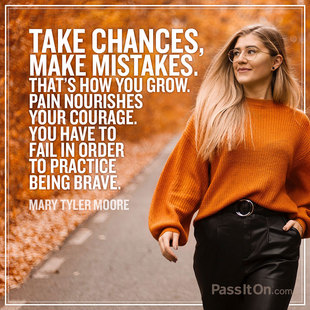 TAKE CHANCES,
MAKE MISTAKES.
THAT'S HOW YOU GROW.
PAIN NOURISHES
YOUR COURAGE.
YOU HAVE TO
FAIL IN ORDER
TO PRACTICE
BEING BRAVE.
MARY TYLER MOORE
PassItOn.com